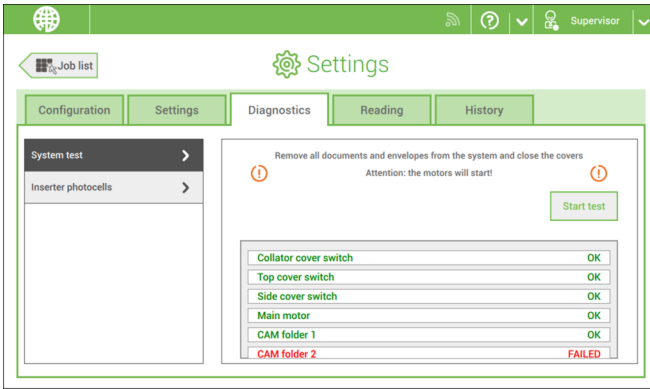 Supervisor
Job list
Settings
Configuration
Settings
Diagnostics
Reading
History
System test
Inserter photocells
Remove all documents and envelopes from the system and close the covers
Attention: the motors will start!
Start test
Collator cover switch OK
Top cover switch OK
Side cover switch OK
Main motor OK
CAM folder 1 OK
CAM folder 2 FAILED